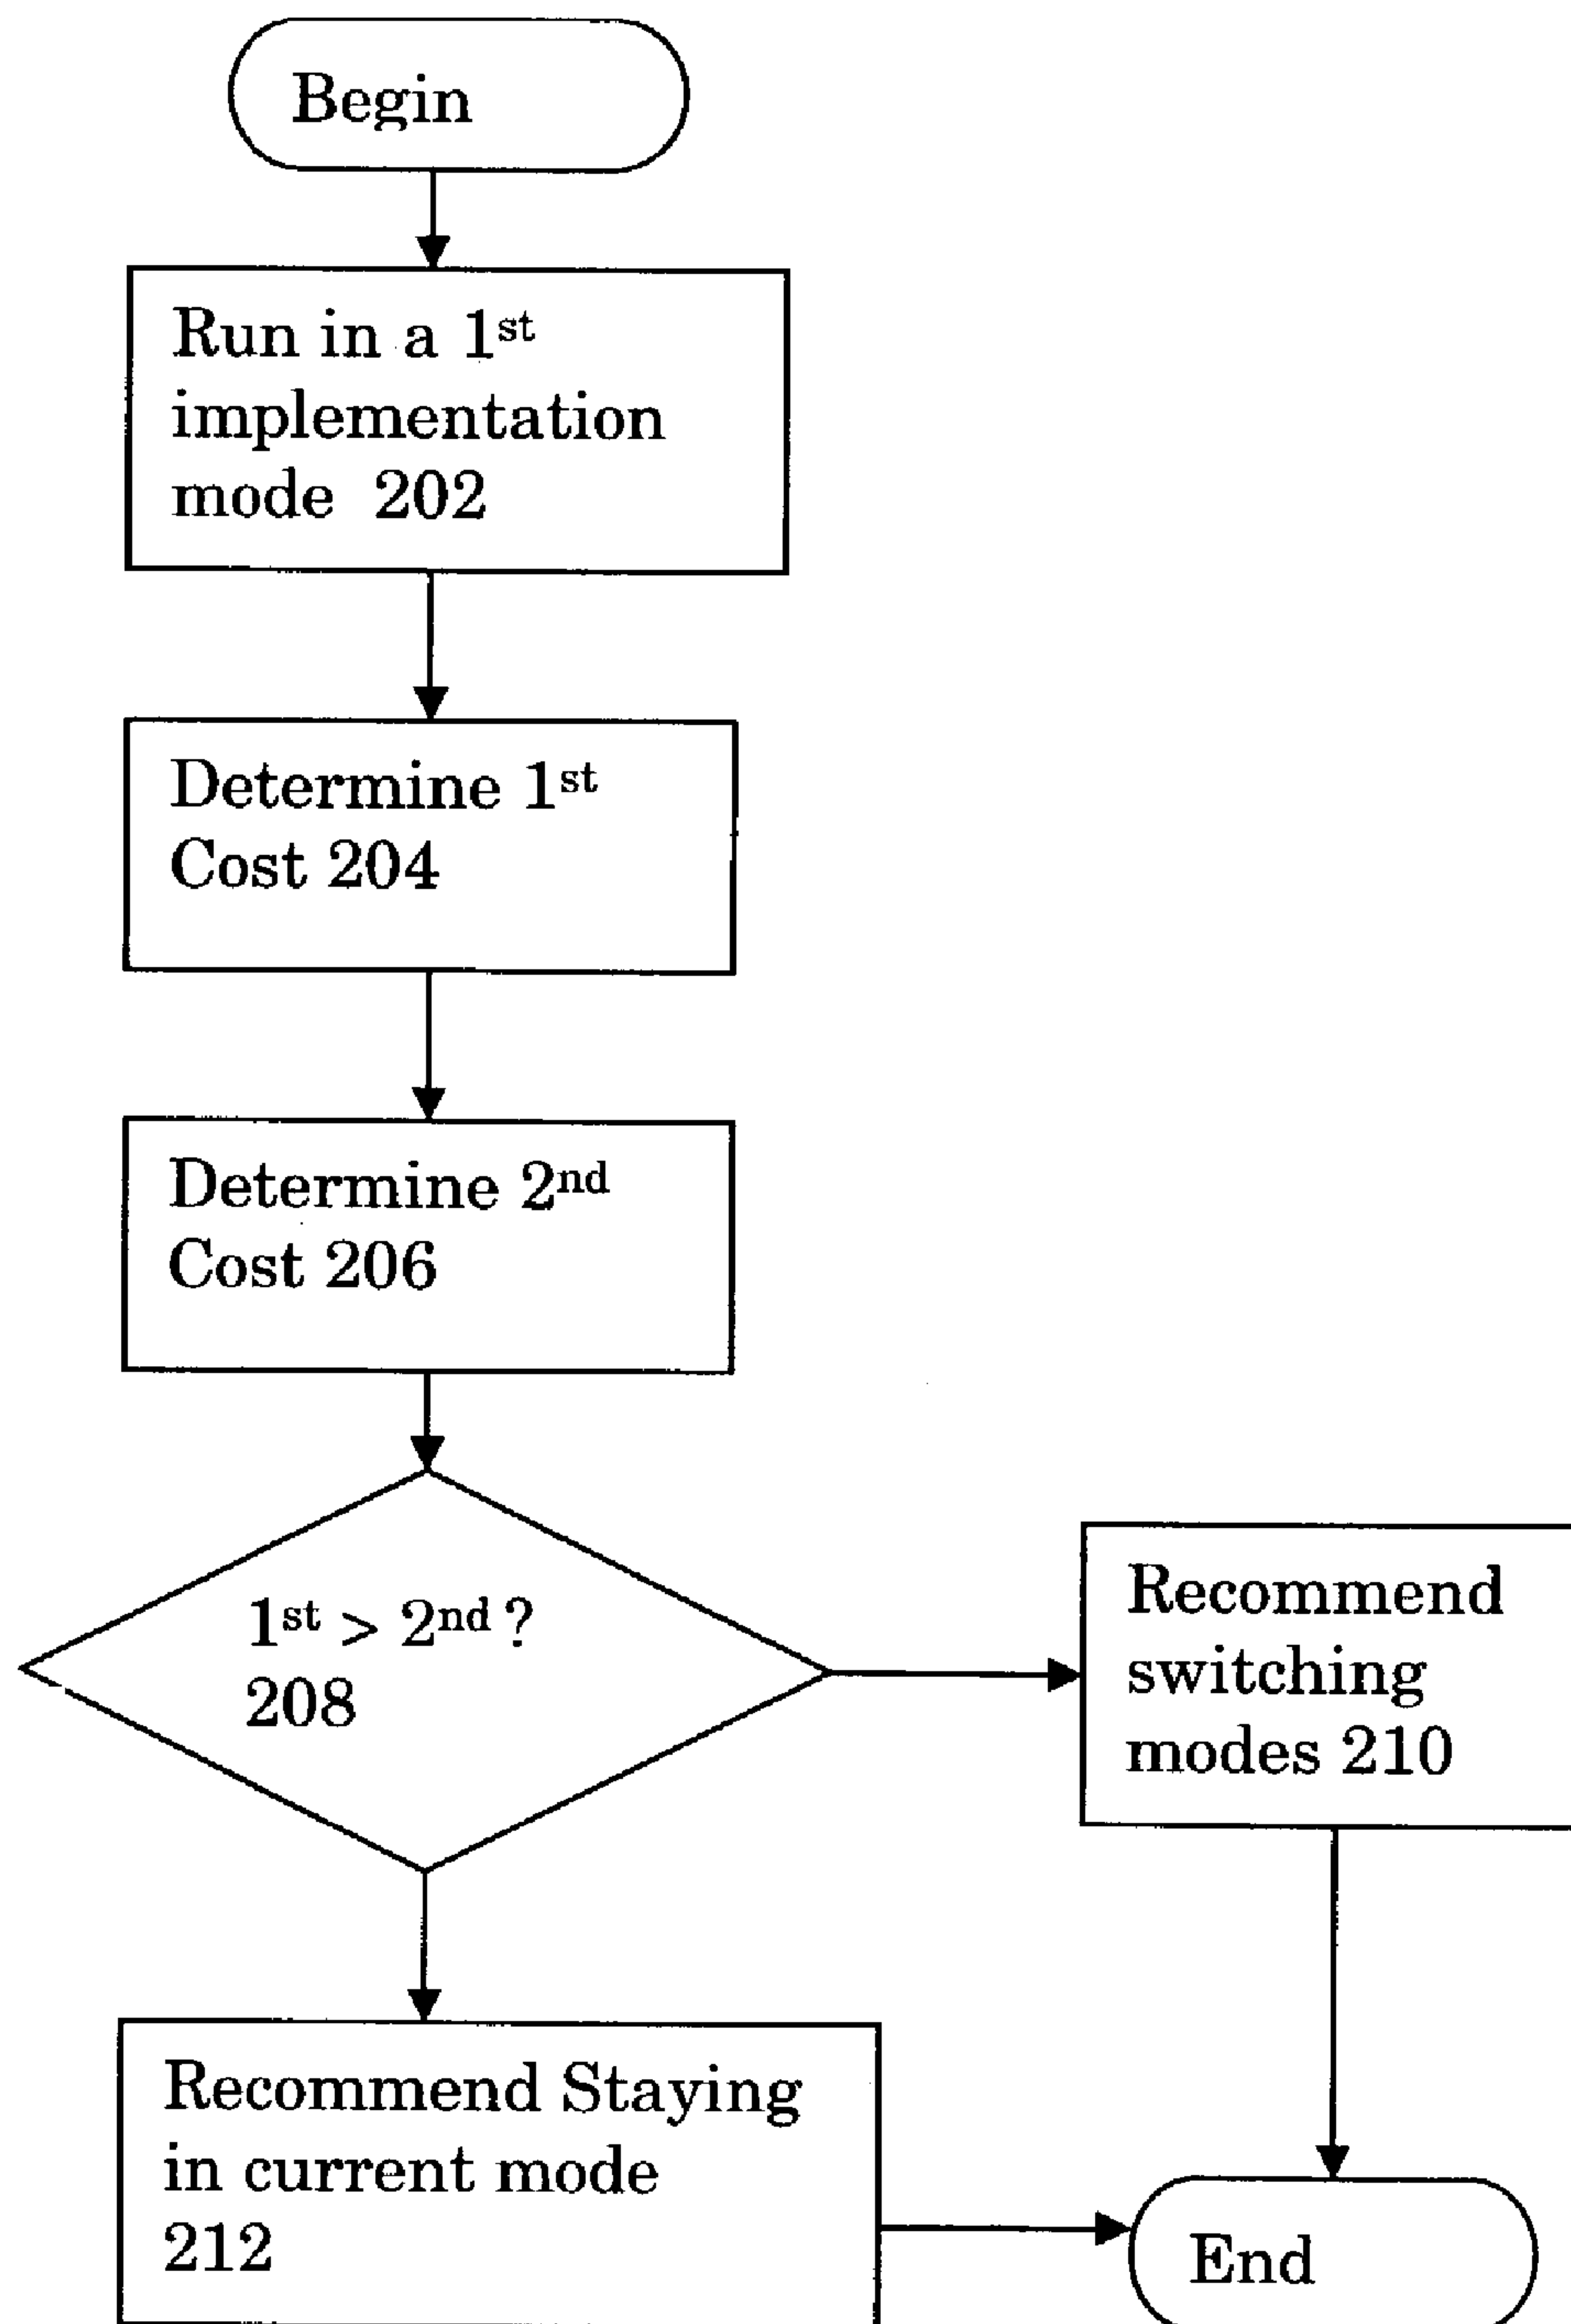 Begin
Run in a 1st
implementation
mode 202
Determine 1st
Cost 204
Determine 2nd
Cost 206
1st > 2nd ?
208
Recommend
switching
modes 210
Recommend Staying
in current mode
212
End